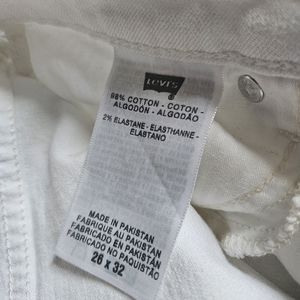 Levi's
98% COTTON - COTON -
ALGODÓN - ALGODÃO
2% ELASTANE - ELASTHANNE -
ELASTANO
MADE IN PAKISTAN
FABRIQUE AU PAKISTAN
FABRICADO EN PAKISTAN
FABRICADO NO PAQUISTÃO
26 X 32